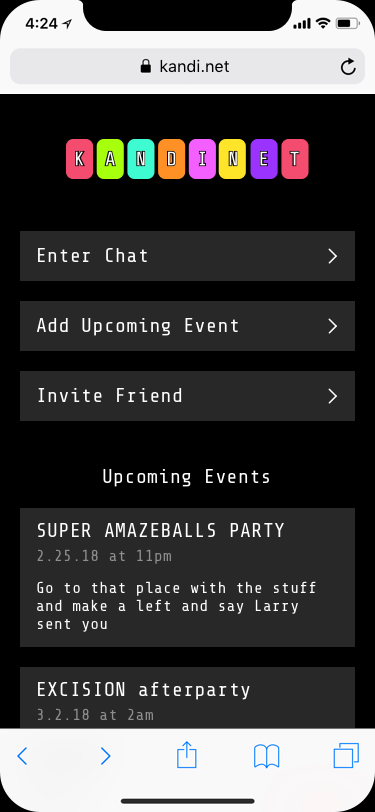 4:24
kandi.net
KANDINET
Enter Chat
Add Upcoming Event
Invite Friend
Upcoming Events
SUPER AMAZEBALLS PARTY
2.25.18 at 11pm
Go to that place with the stuff
and make a left and say Larry
sent you
EXCISION afterparty
3.2.18 at 2am